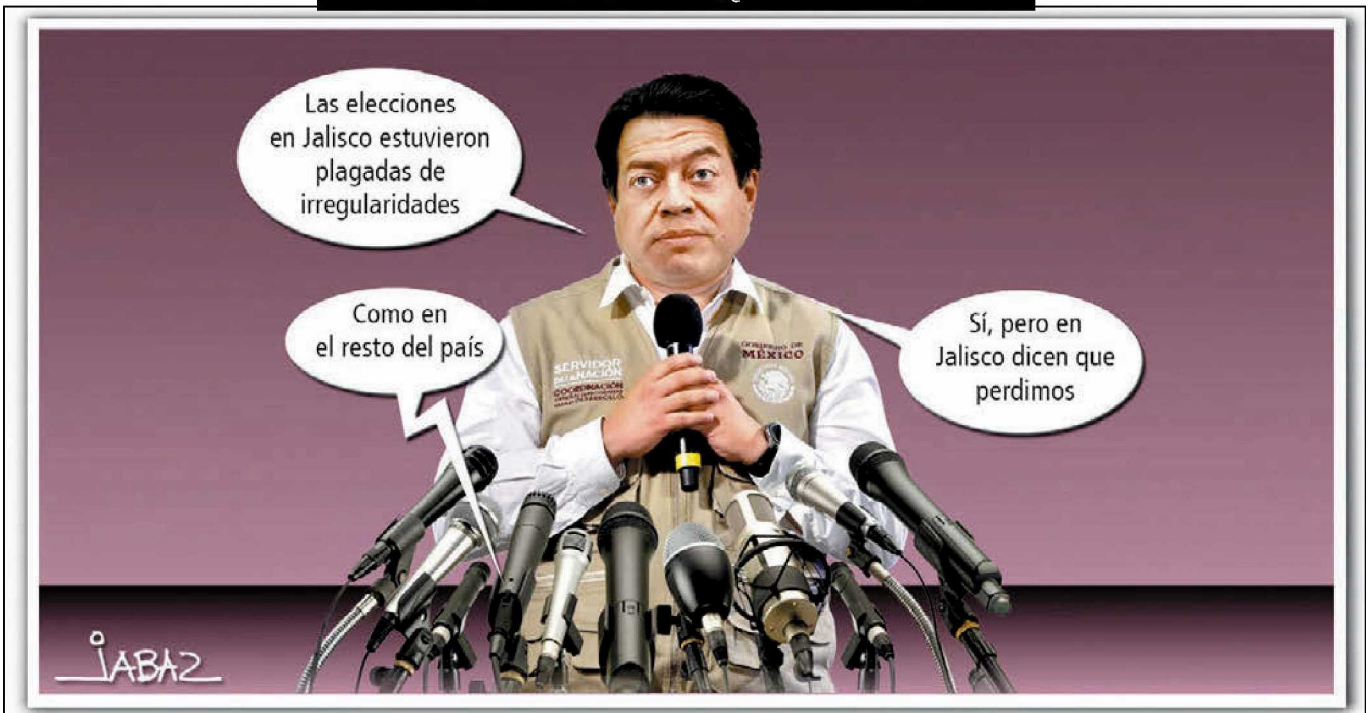 Las elecciones
en Jalisco estuvieron
plagadas de
irregularidades
Como en
el resto del país
Sí, pero en
Jalisco dicen que
perdimos
SERVIDOR
DE LA NACIÓN
COORDINACIÓN
GOBIERNO DE
MÉXICO
JABAZ